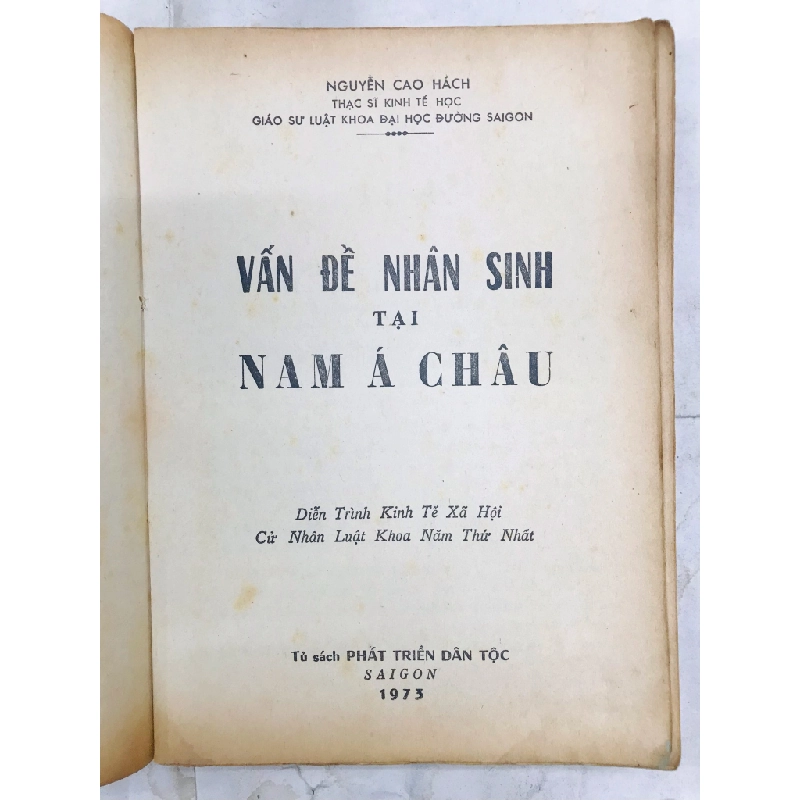 NGUYỄN CAO HÁCH
THẠC SĨ KINH TẾ HỌC
GIÁO SƯ LUẬT KHOA ĐẠI HỌC ĐƯỜNG SAIGON
VẤN ĐỀ NHÂN SINH
TẠI
NAM Á CHÂU
Diễn Trình Kinh Tế Xã Hội
Cử Nhân Luật Khoa Năm Thứ Nhất
Tủ sách PHÁT TRIỂN DÂN TỘC
SAIGON
1973